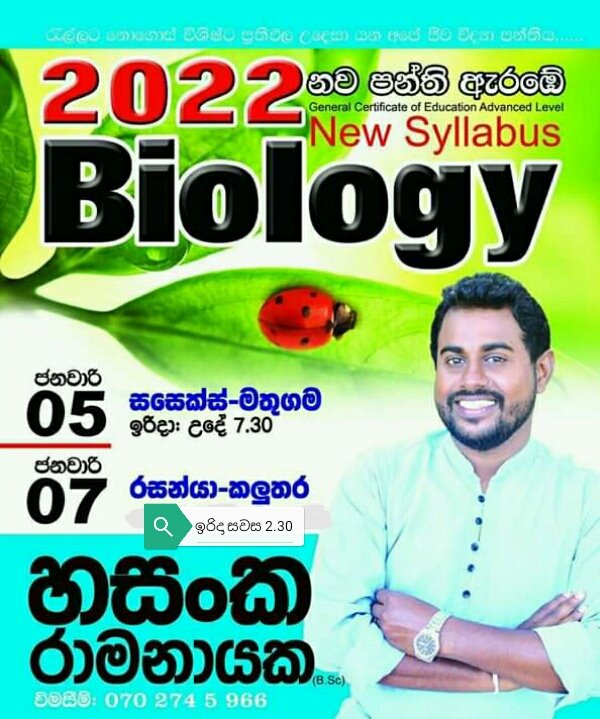 රැල්ලට නොගොස් විශිෂ්ට ප්‍රතිඵල උදෙසා යන අපේ ජීව විද්‍යා පන්තිය......
2022 නව පන්ති ඇරඹේ
General Certificate of Education Advanced Level
New Syllabus
Biology
ජනවාරි
05 සසෙක්ස්-මතුගම
ඉරිදා: උදේ 7.30
ජනවාරි
07 රසන්යා-කලුතර
ඉරිදා සවස 2.30
හසංක
රාමනායක (B.Sc)
විමසීම්: 070 274 5 966